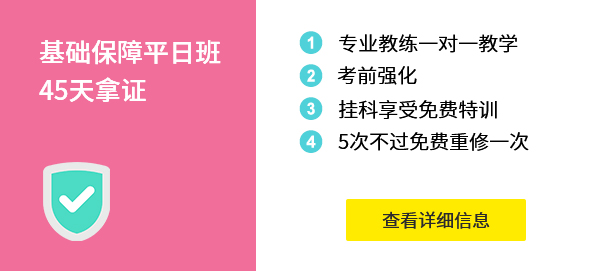 基础保障平日班
45天拿证
1 专业教练一对一教学
2 考前强化
3 挂科享受免费特训
4 5次不过免费重修一次
查看详细信息